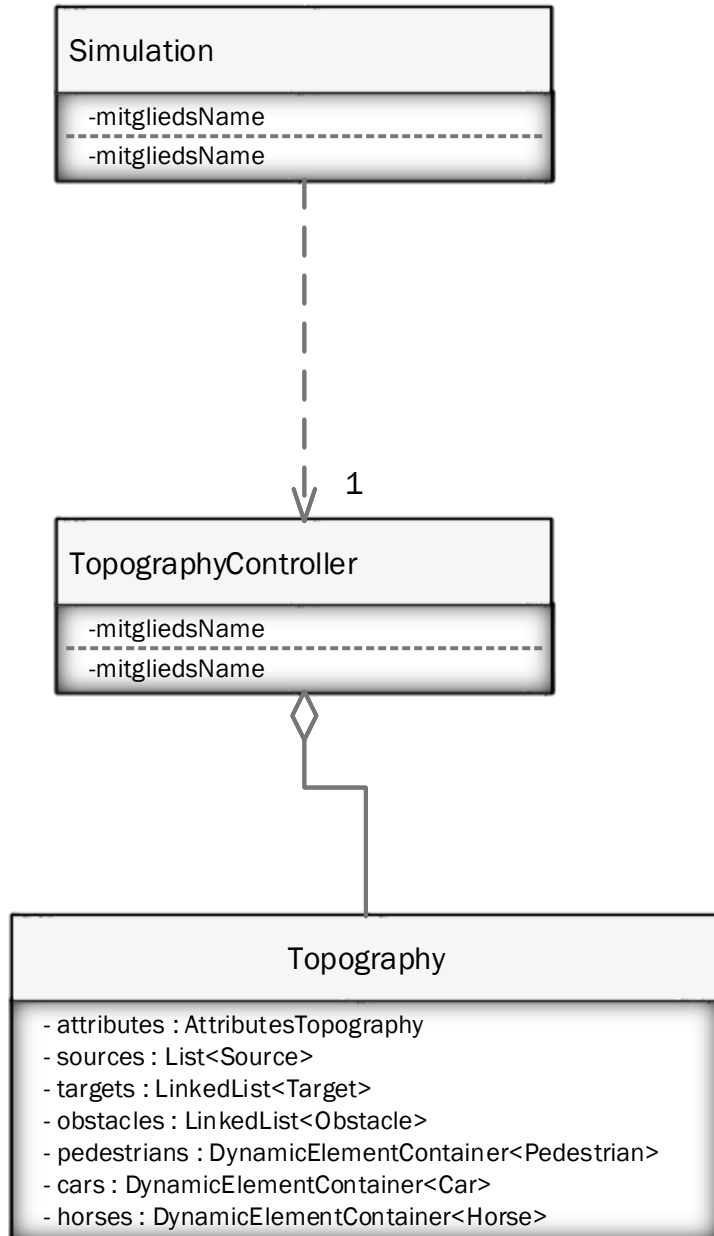 Simulation
-mitgliedsName
-mitgliedsName
1
TopographyController
-mitgliedsName
-mitgliedsName
Topography
- attributes : AttributesTopography
- sources : List<Source>
- targets : LinkedList<Target>
- obstacles : LinkedList<Obstacle>
- pedestrians : DynamicElementContainer<Pedestrian>
- cars : DynamicElementContainer<Car>
- horses : DynamicElementContainer<Horse>